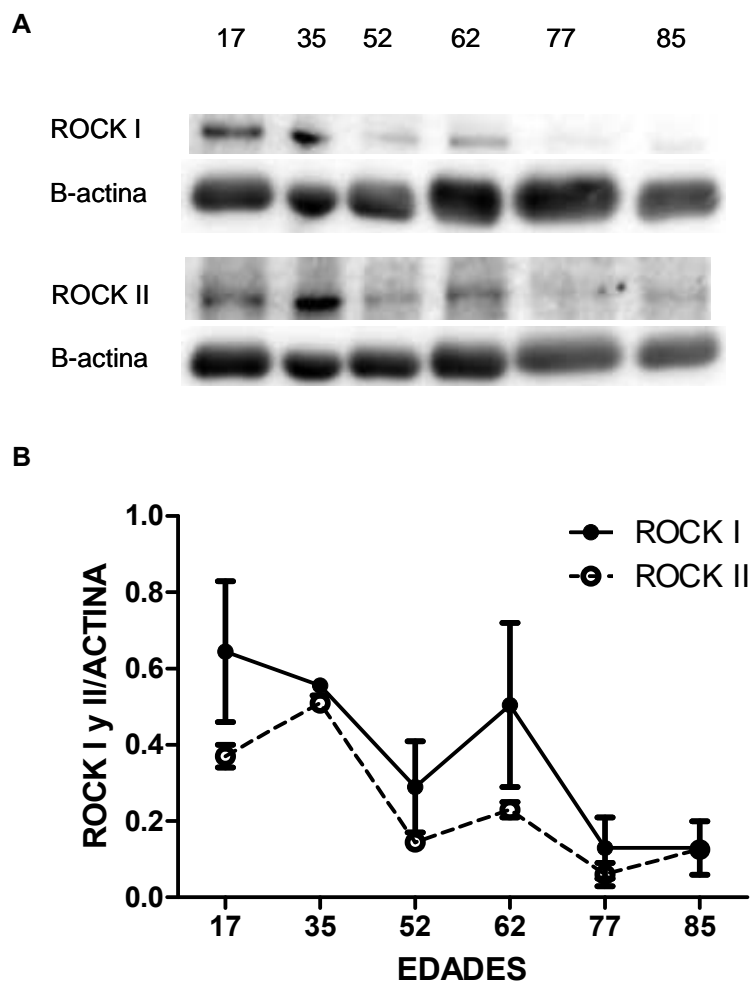 A
17 35 52 62 77 85
ROCK I
B-actina
ROCK II
B-actina
B
ROCK I y II/ACTINA
1.0
0.8
0.6
0.4
0.2
0.0
ROCK I
ROCK II
17 35 52 62 77 85
EDADES